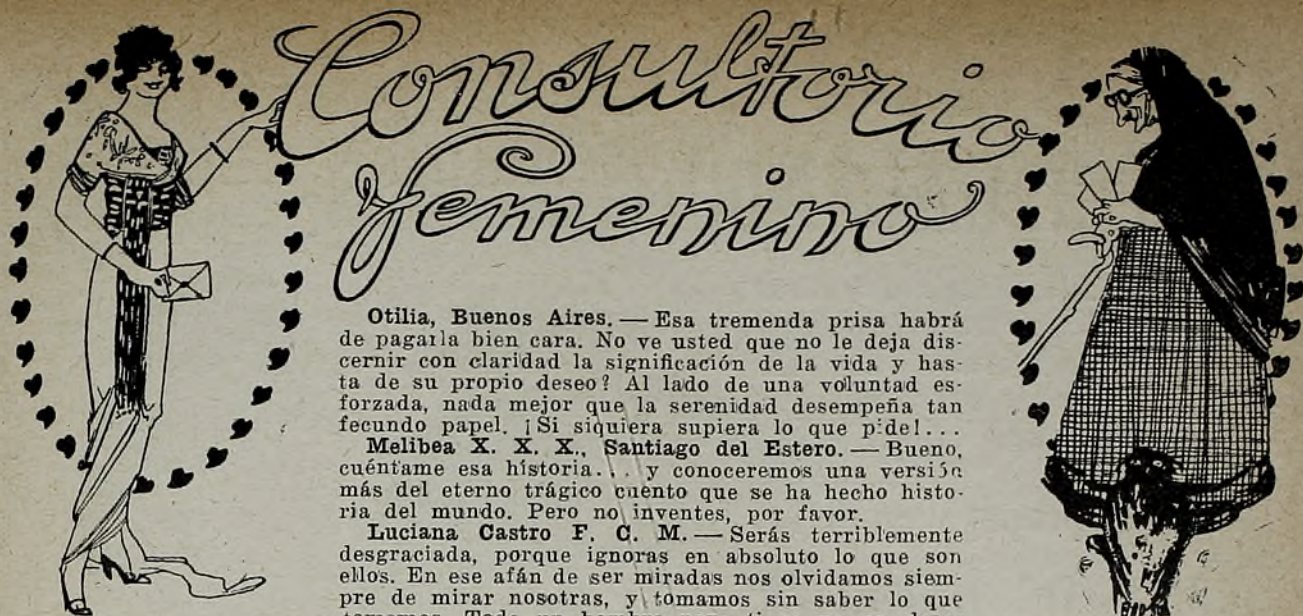 Consultorio
femenino
Otilia, Buenos Aires. — Esa tremenda prisa habrá
de pagarla bien cara. No ve usted que no le deja dis-
cernir con claridad la significación de la vida y has-
ta de su propio deseo? Al lado de una voluntad es-
forzada, nada mejor que la serenidad desempeña tan
fecundo papel. ¡Si siquiera supiera lo que pide!...
Melibea X. X. X., Santiago del Estero. — Bueno,
cuéntame esa historia... y conoceremos una versión
más del eterno trágico cuento que se ha hecho histo-
ria del mundo. Pero no inventes, por favor.
Luciana Castro F. C. M. — Serás terriblemente
desgraciada, porque ignoras en absoluto lo que son
ellos. En ese afán de ser miradas nos olvidamos siem-
pre de mirar nosotras, y tomamos sin saber lo que